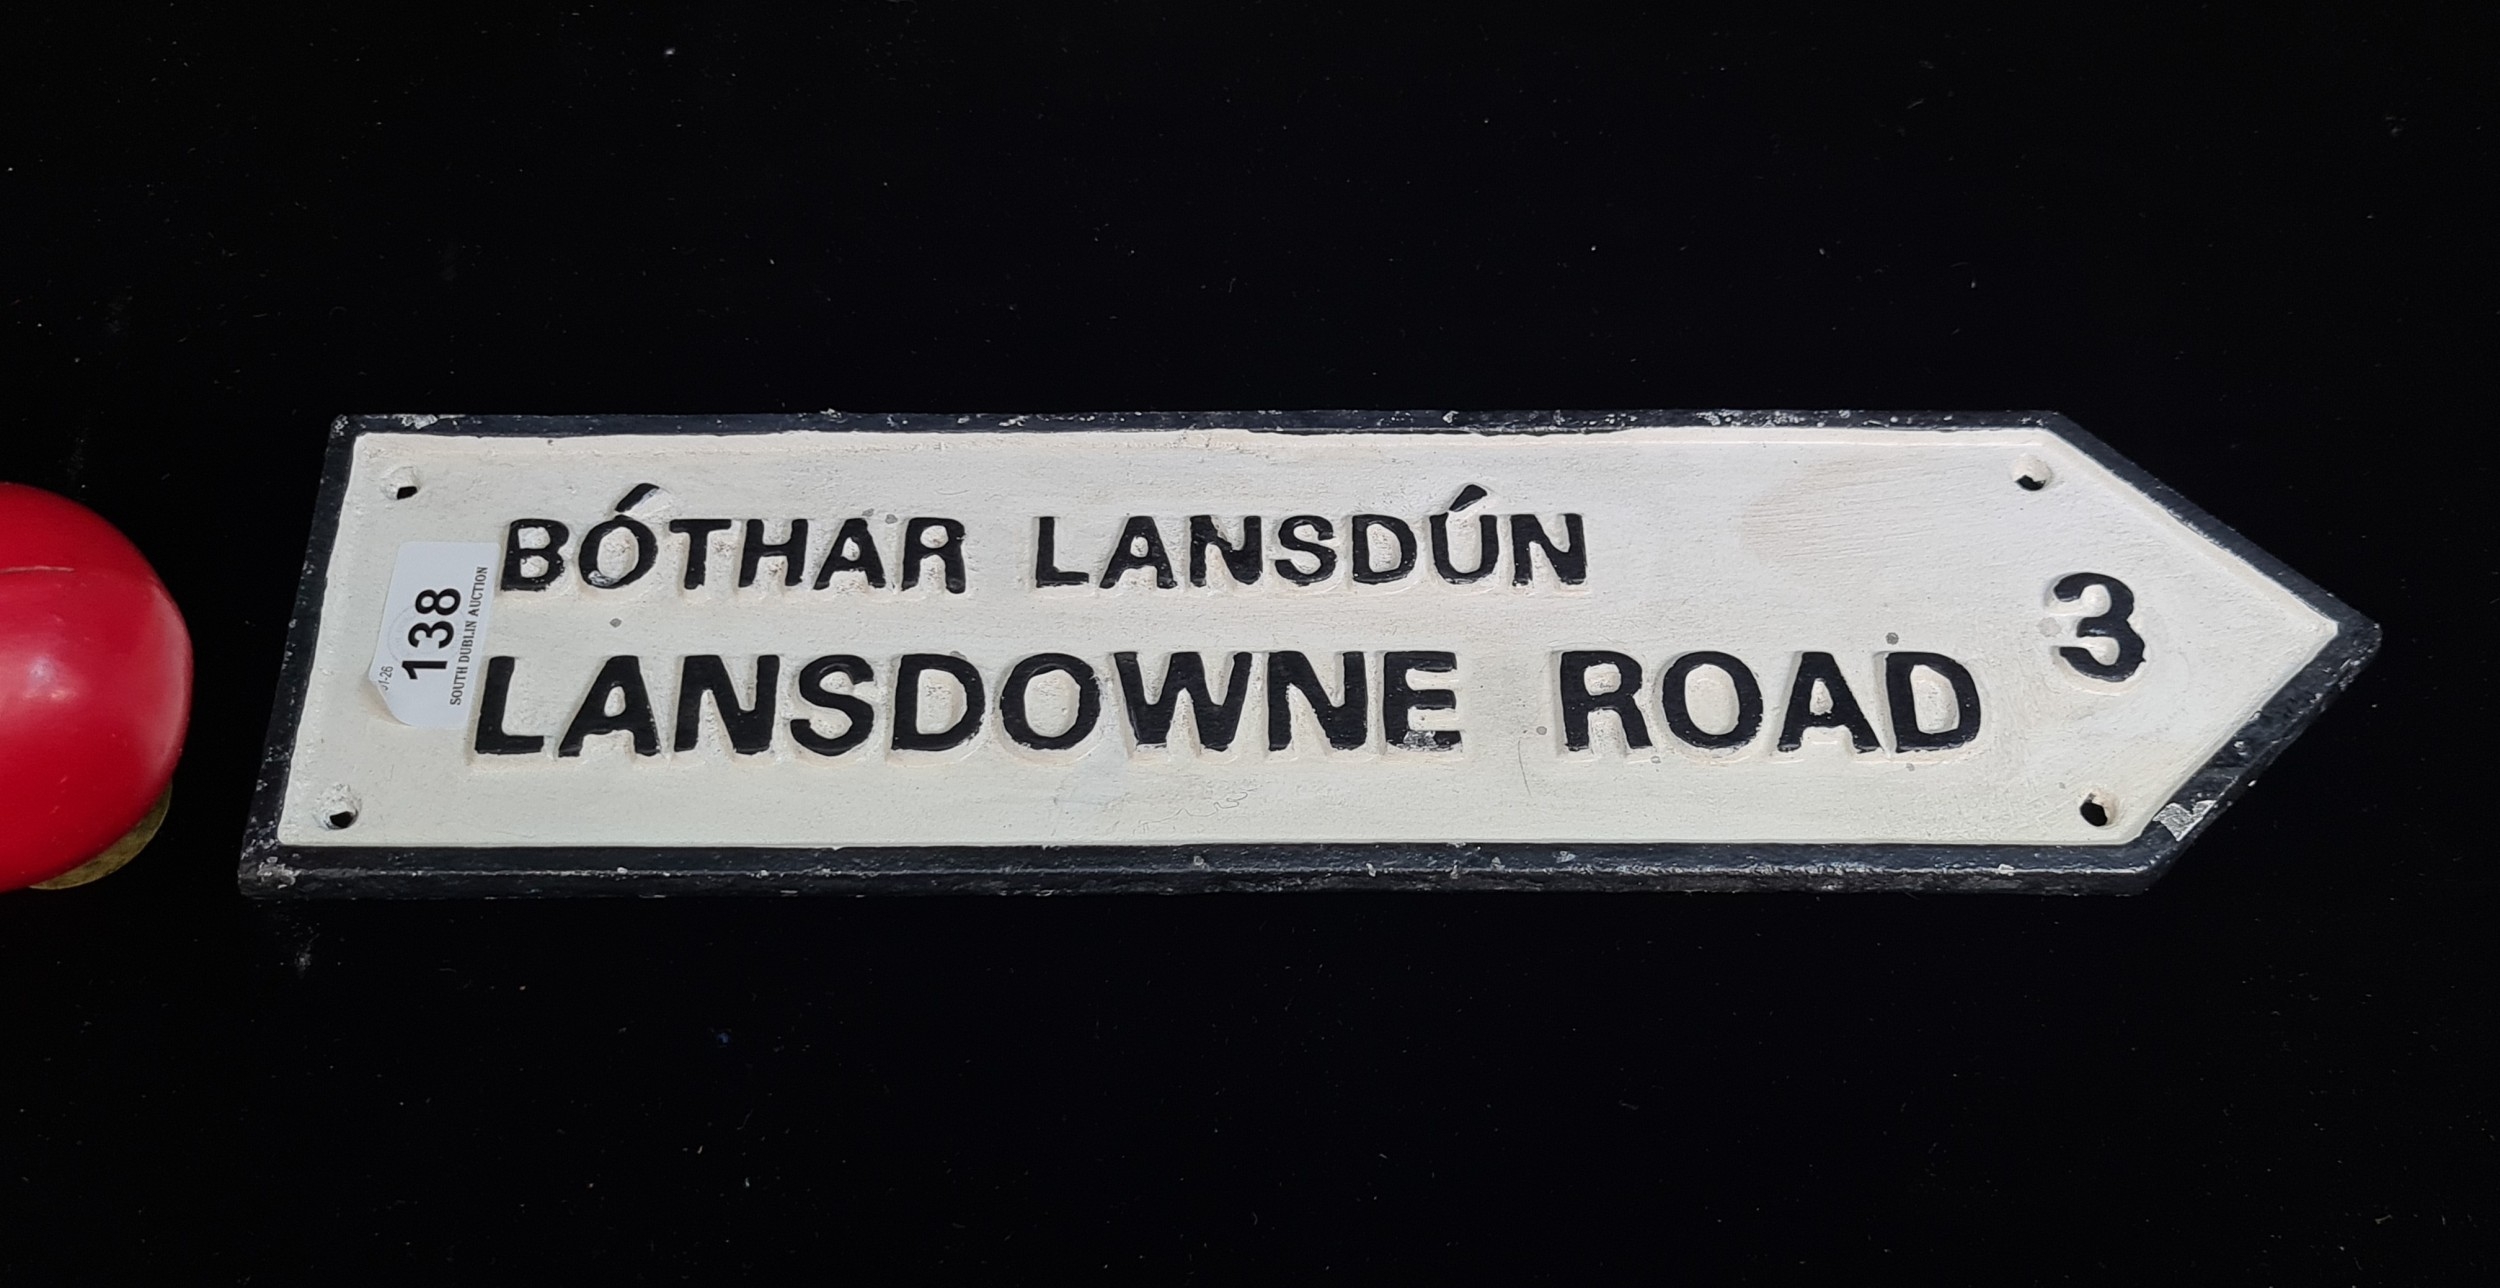 BÓTHAR LANSDÚN
LANSDOWNE ROAD
3
138
SOUTH DUBLIN AUCTION